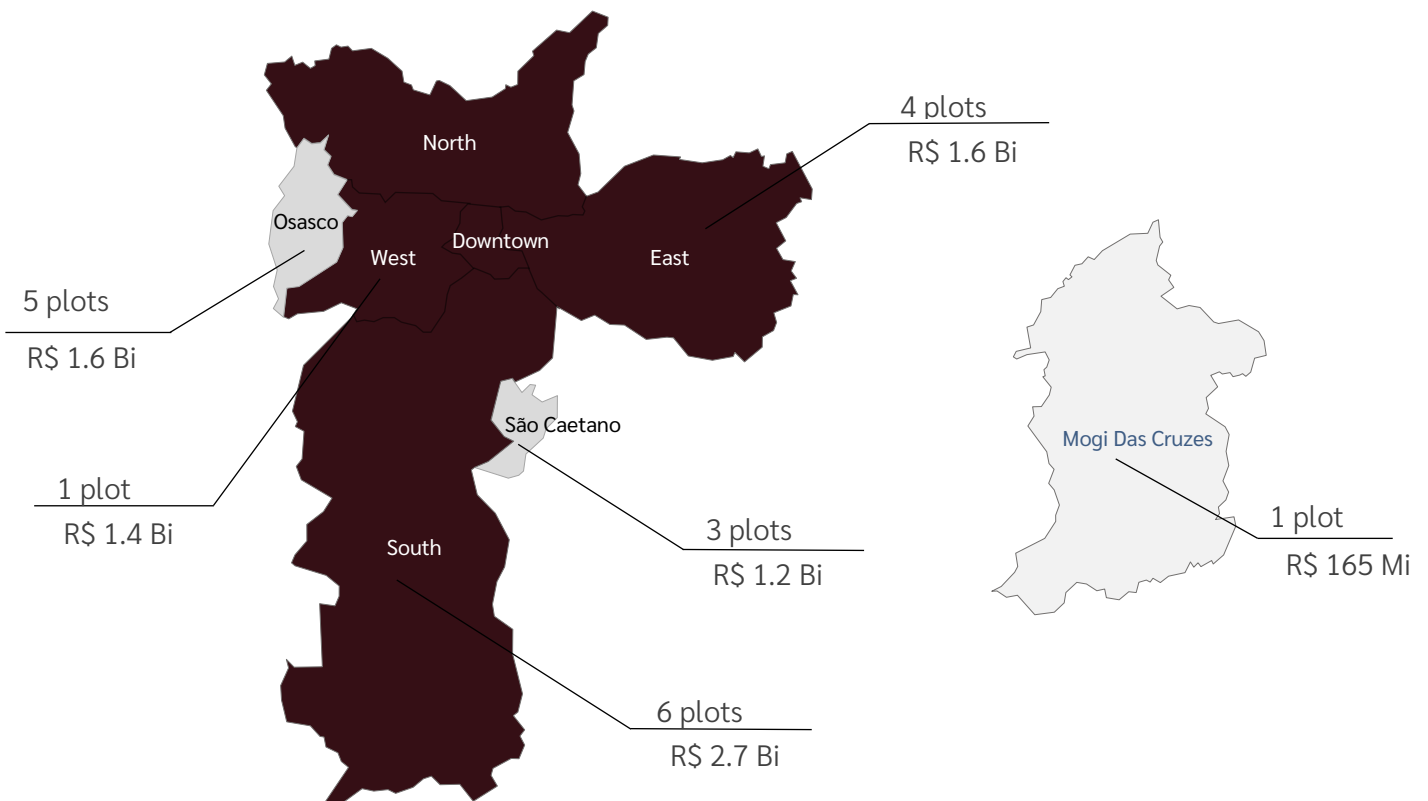 North
4 plots
R$ 1.6 Bi
Osasco
West
Downtown
East
5 plots
R$ 1.6 Bi
São Caetano
Mogi Das Cruzes
1 plot
R$ 1.4 Bi
South
3 plots
R$ 1.2 Bi
1 plot
R$ 165 Mi
6 plots
R$ 2.7 Bi